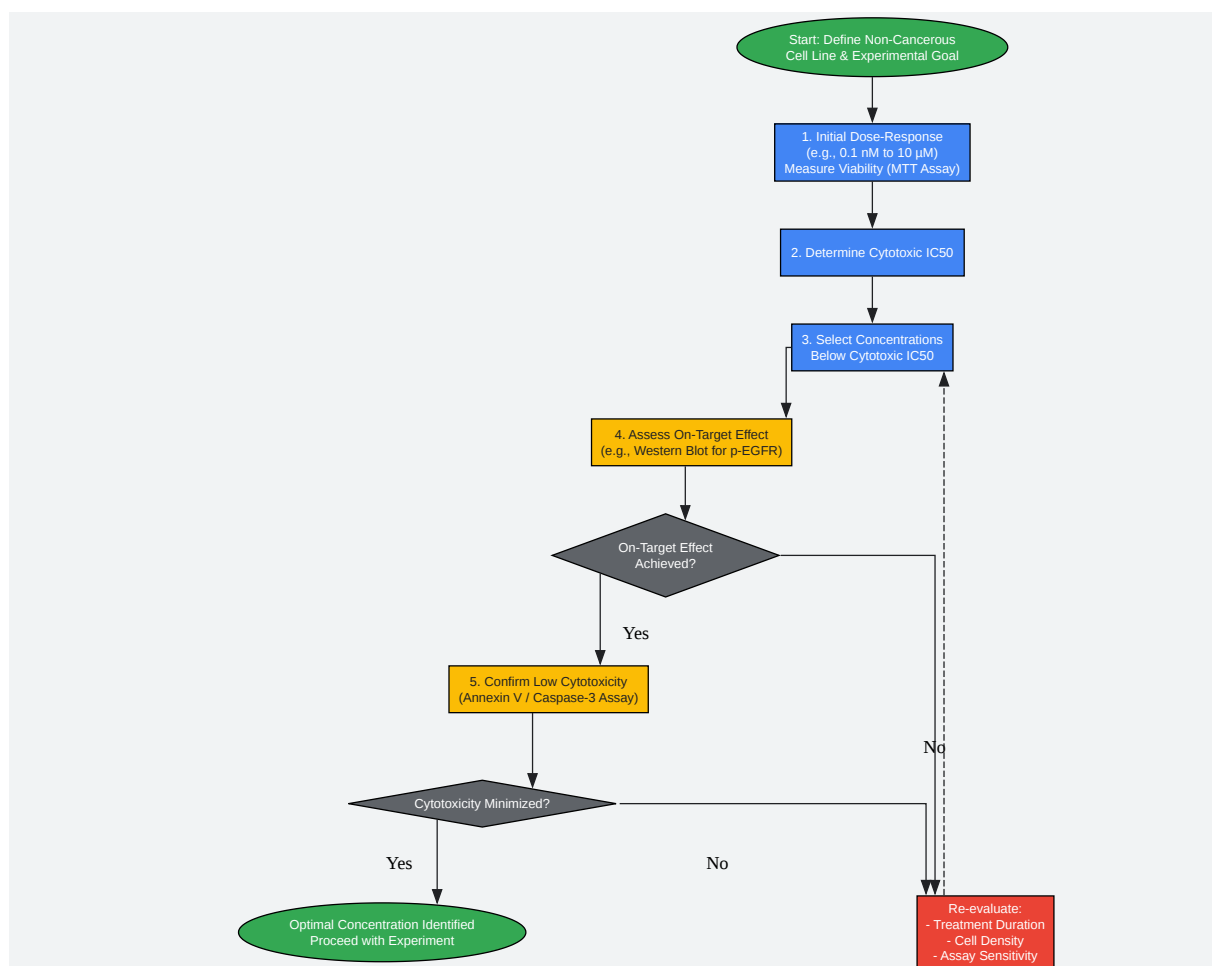 Start: Define Non-Cancerous
Cell Line & Experimental Goal
1. Initial Dose-Response
(e.g., 0.1 nM to 10 µM)
Measure Viability (MTT Assay)
2. Determine Cytotoxic IC50
3. Select Concentrations
Below Cytotoxic IC50
4. Assess On-Target Effect
(e.g., Western Blot for p-EGFR)
On-Target Effect
Achieved?
Yes
5. Confirm Low Cytotoxicity
(Annexin V / Caspase-3 Assay)
No
Cytotoxicity Minimized?
Yes
No
Optimal Concentration Identified
Proceed with Experiment
Re-evaluate:
- Treatment Duration
- Cell Density
- Assay Sensitivity